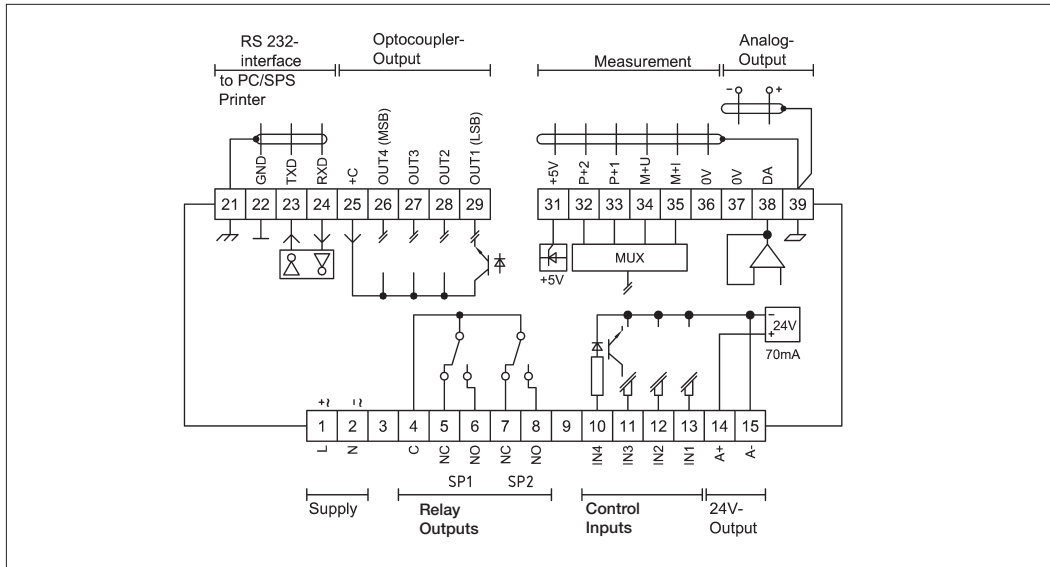 RS 232-
interface
to PC/SPS
Printer
Optocoupler-
Output
Measurement
Analog-
Output
- +
GND
TXD
RXD
+C
OUT4 (MSB)
OUT3
OUT2
OUT1 (LSB)
+5V
P+2
P+1
M+U
M+I
0V
0V
DA
21 22 23 24 25 26 27 28 29
31 32 33 34 35 36 37 38 39
MUX
+5V
-
24V
+
70mA
+~
-~
1 2 3 4 5 6 7 8 9 10 11 12 13 14 15
L
N
C
NC
NO
NC
NO
IN4
IN3
IN2
IN1
A+
A-
SP1 SP2
Supply
Relay
Outputs
Control
Inputs
24V-
Output